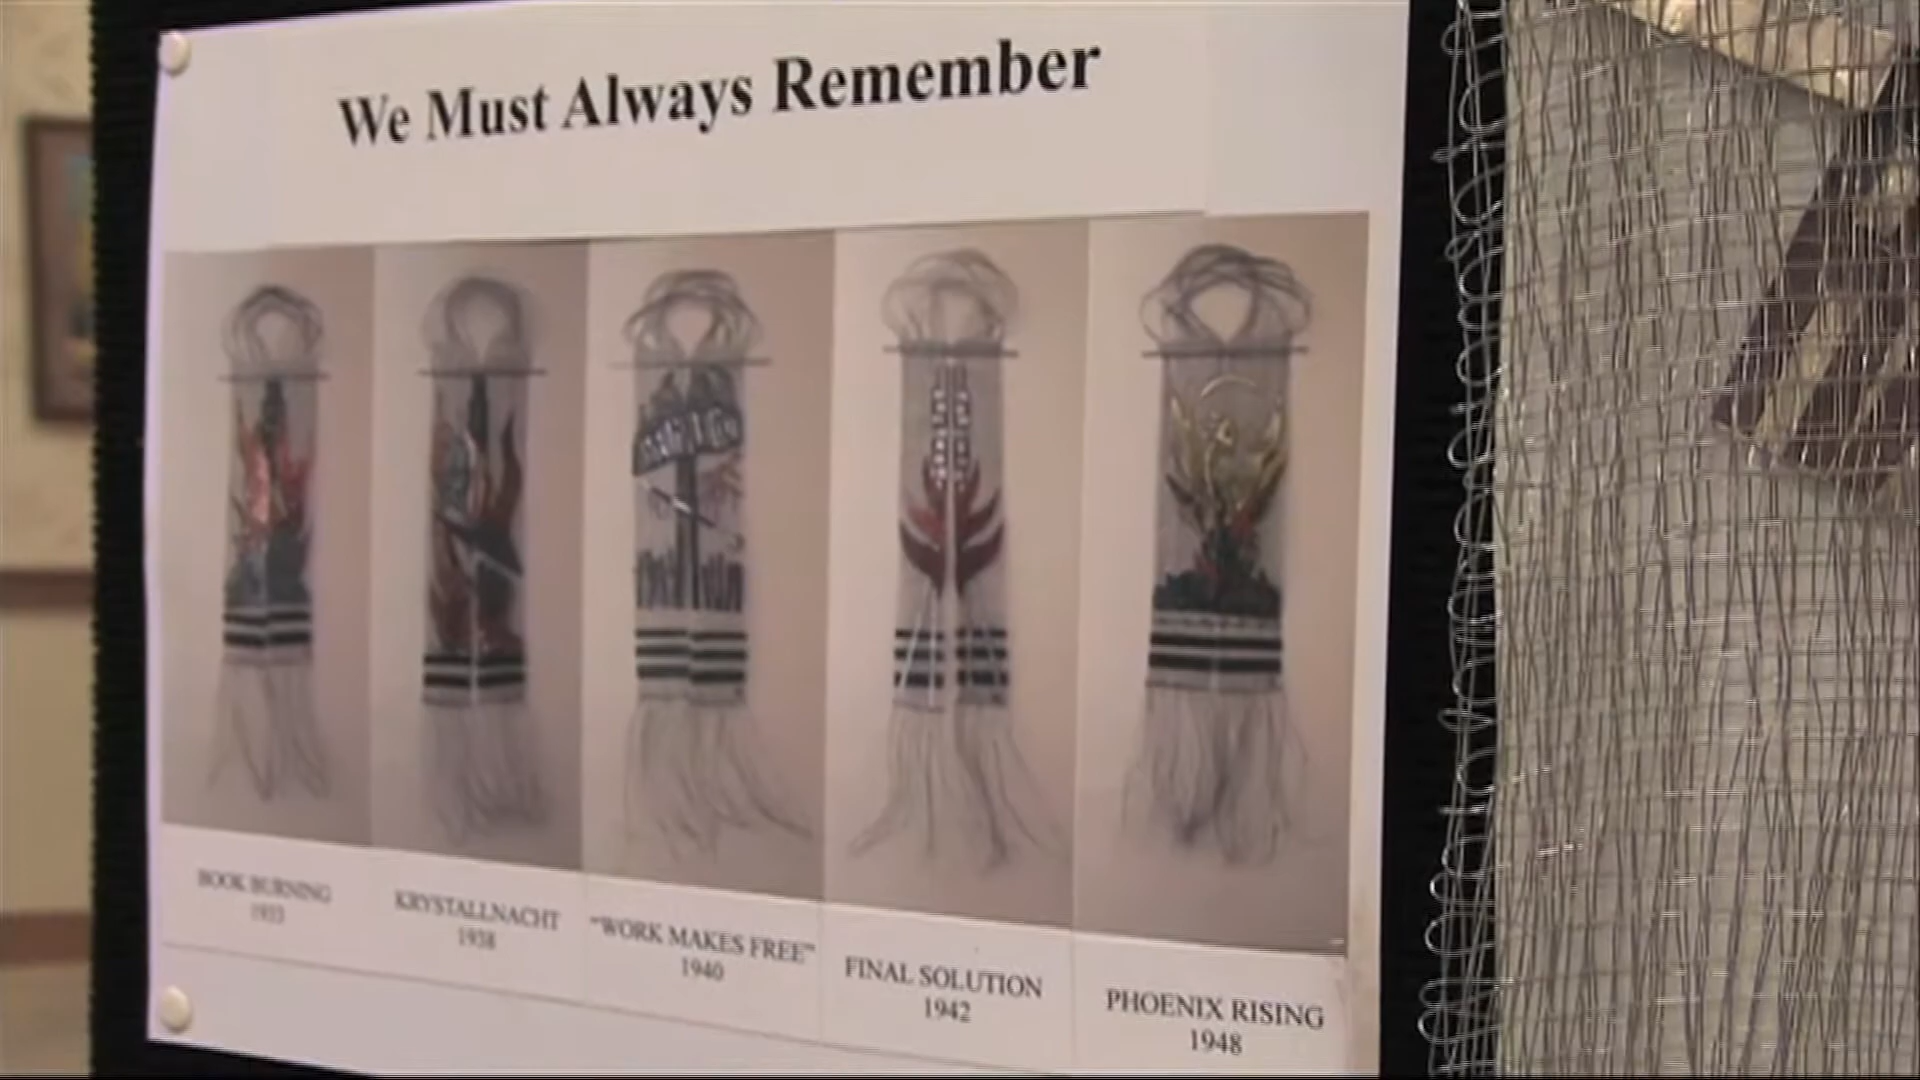 We Must Always Remember
BOOK BURNING
1933
KRYSTALLNACHT
1938
"WORK MAKES FREE"
1940
FINAL SOLUTION
1942
PHOENIX RISING
1948